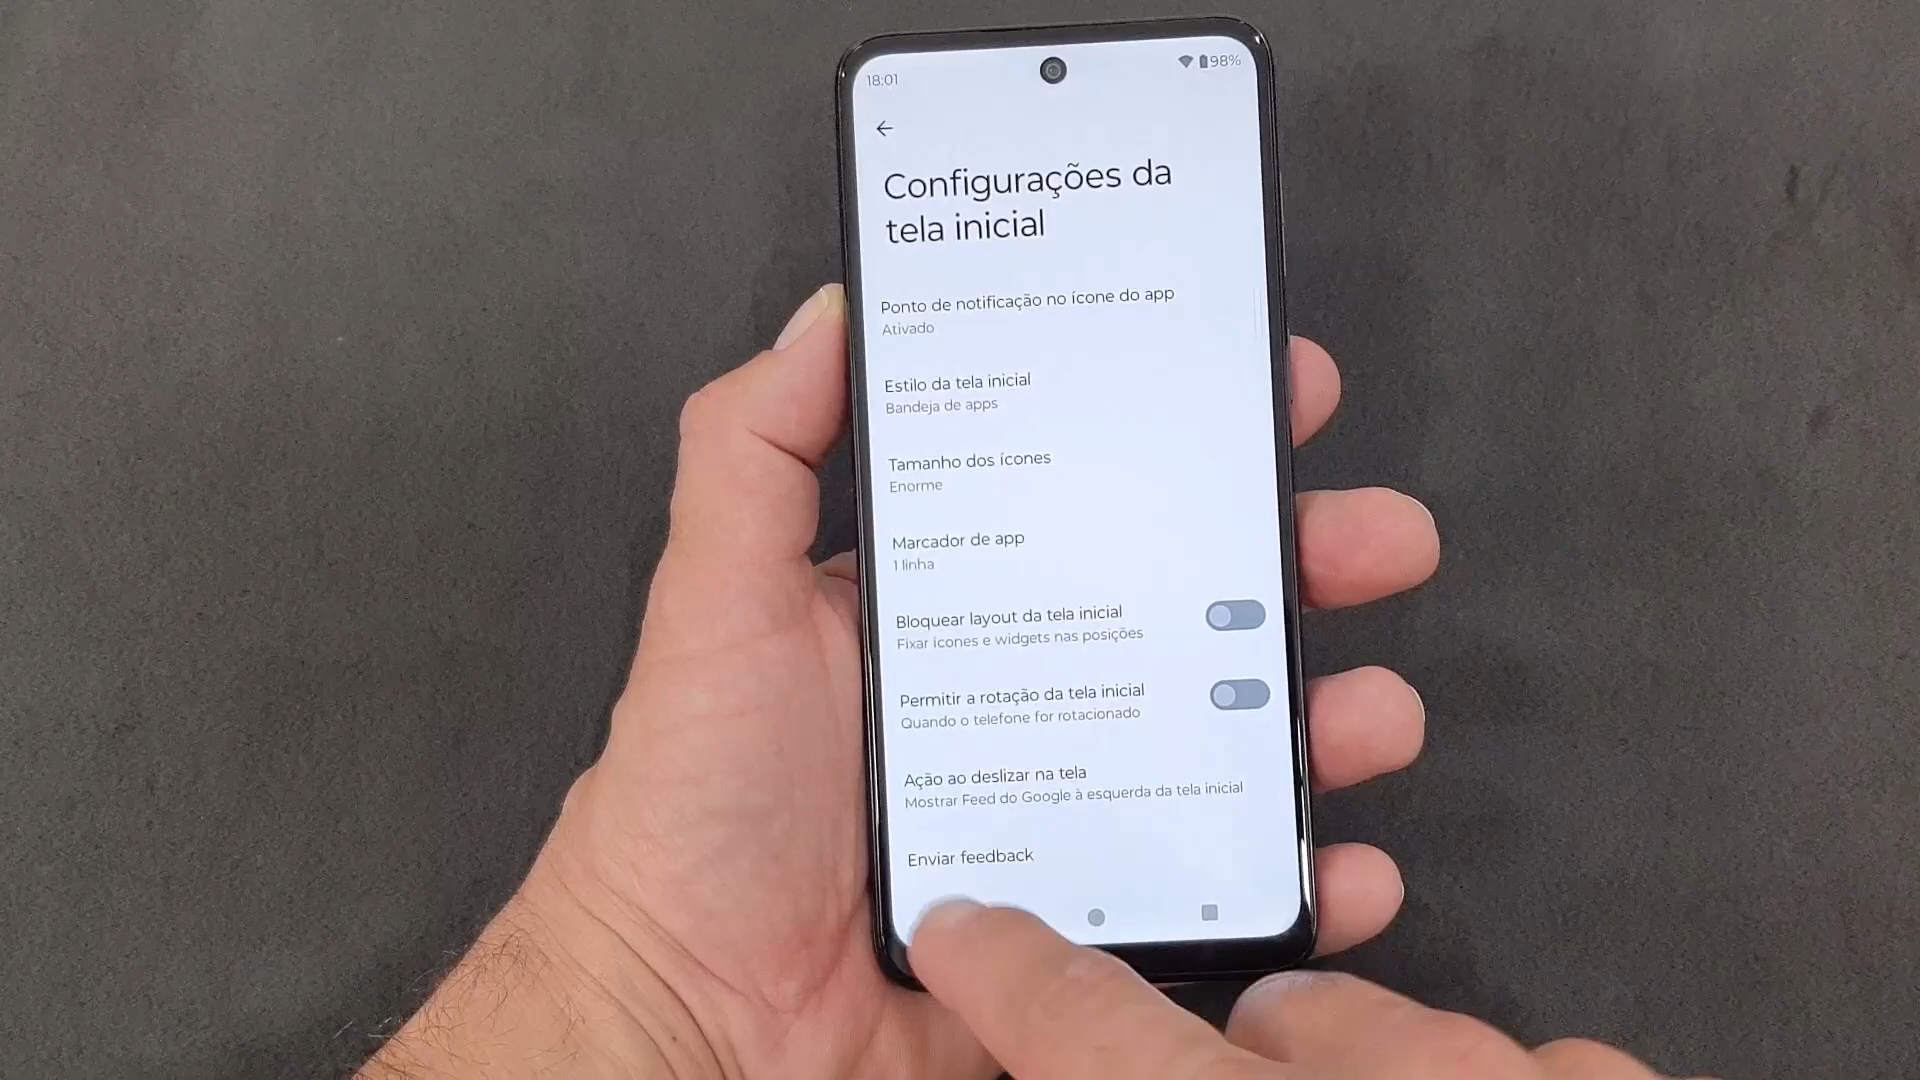 18:01
98%
Configurações da
tela inicial
Ponto de notificação no ícone do app
Ativado
Estilo da tela inicial
Bandeja de apps
Tamanho dos ícones
Enorme
Marcador de app
1 linha
Bloquear layout da tela inicial
Fixar ícones e widgets nas posições
Permitir a rotação da tela inicial
Quando o telefone for rotacionado
Ação ao deslizar na tela
Mostrar Feed do Google à esquerda da tela inicial
Enviar feedback